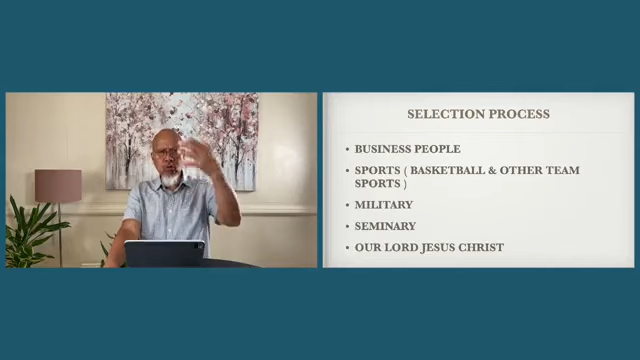 SELECTION PROCESS
• BUSINESS PEOPLE
• SPORTS ( BASKETBALL & OTHER TEAM
SPORTS )
• MILITARY
• SEMINARY
• OUR LORD JESUS CHRIST